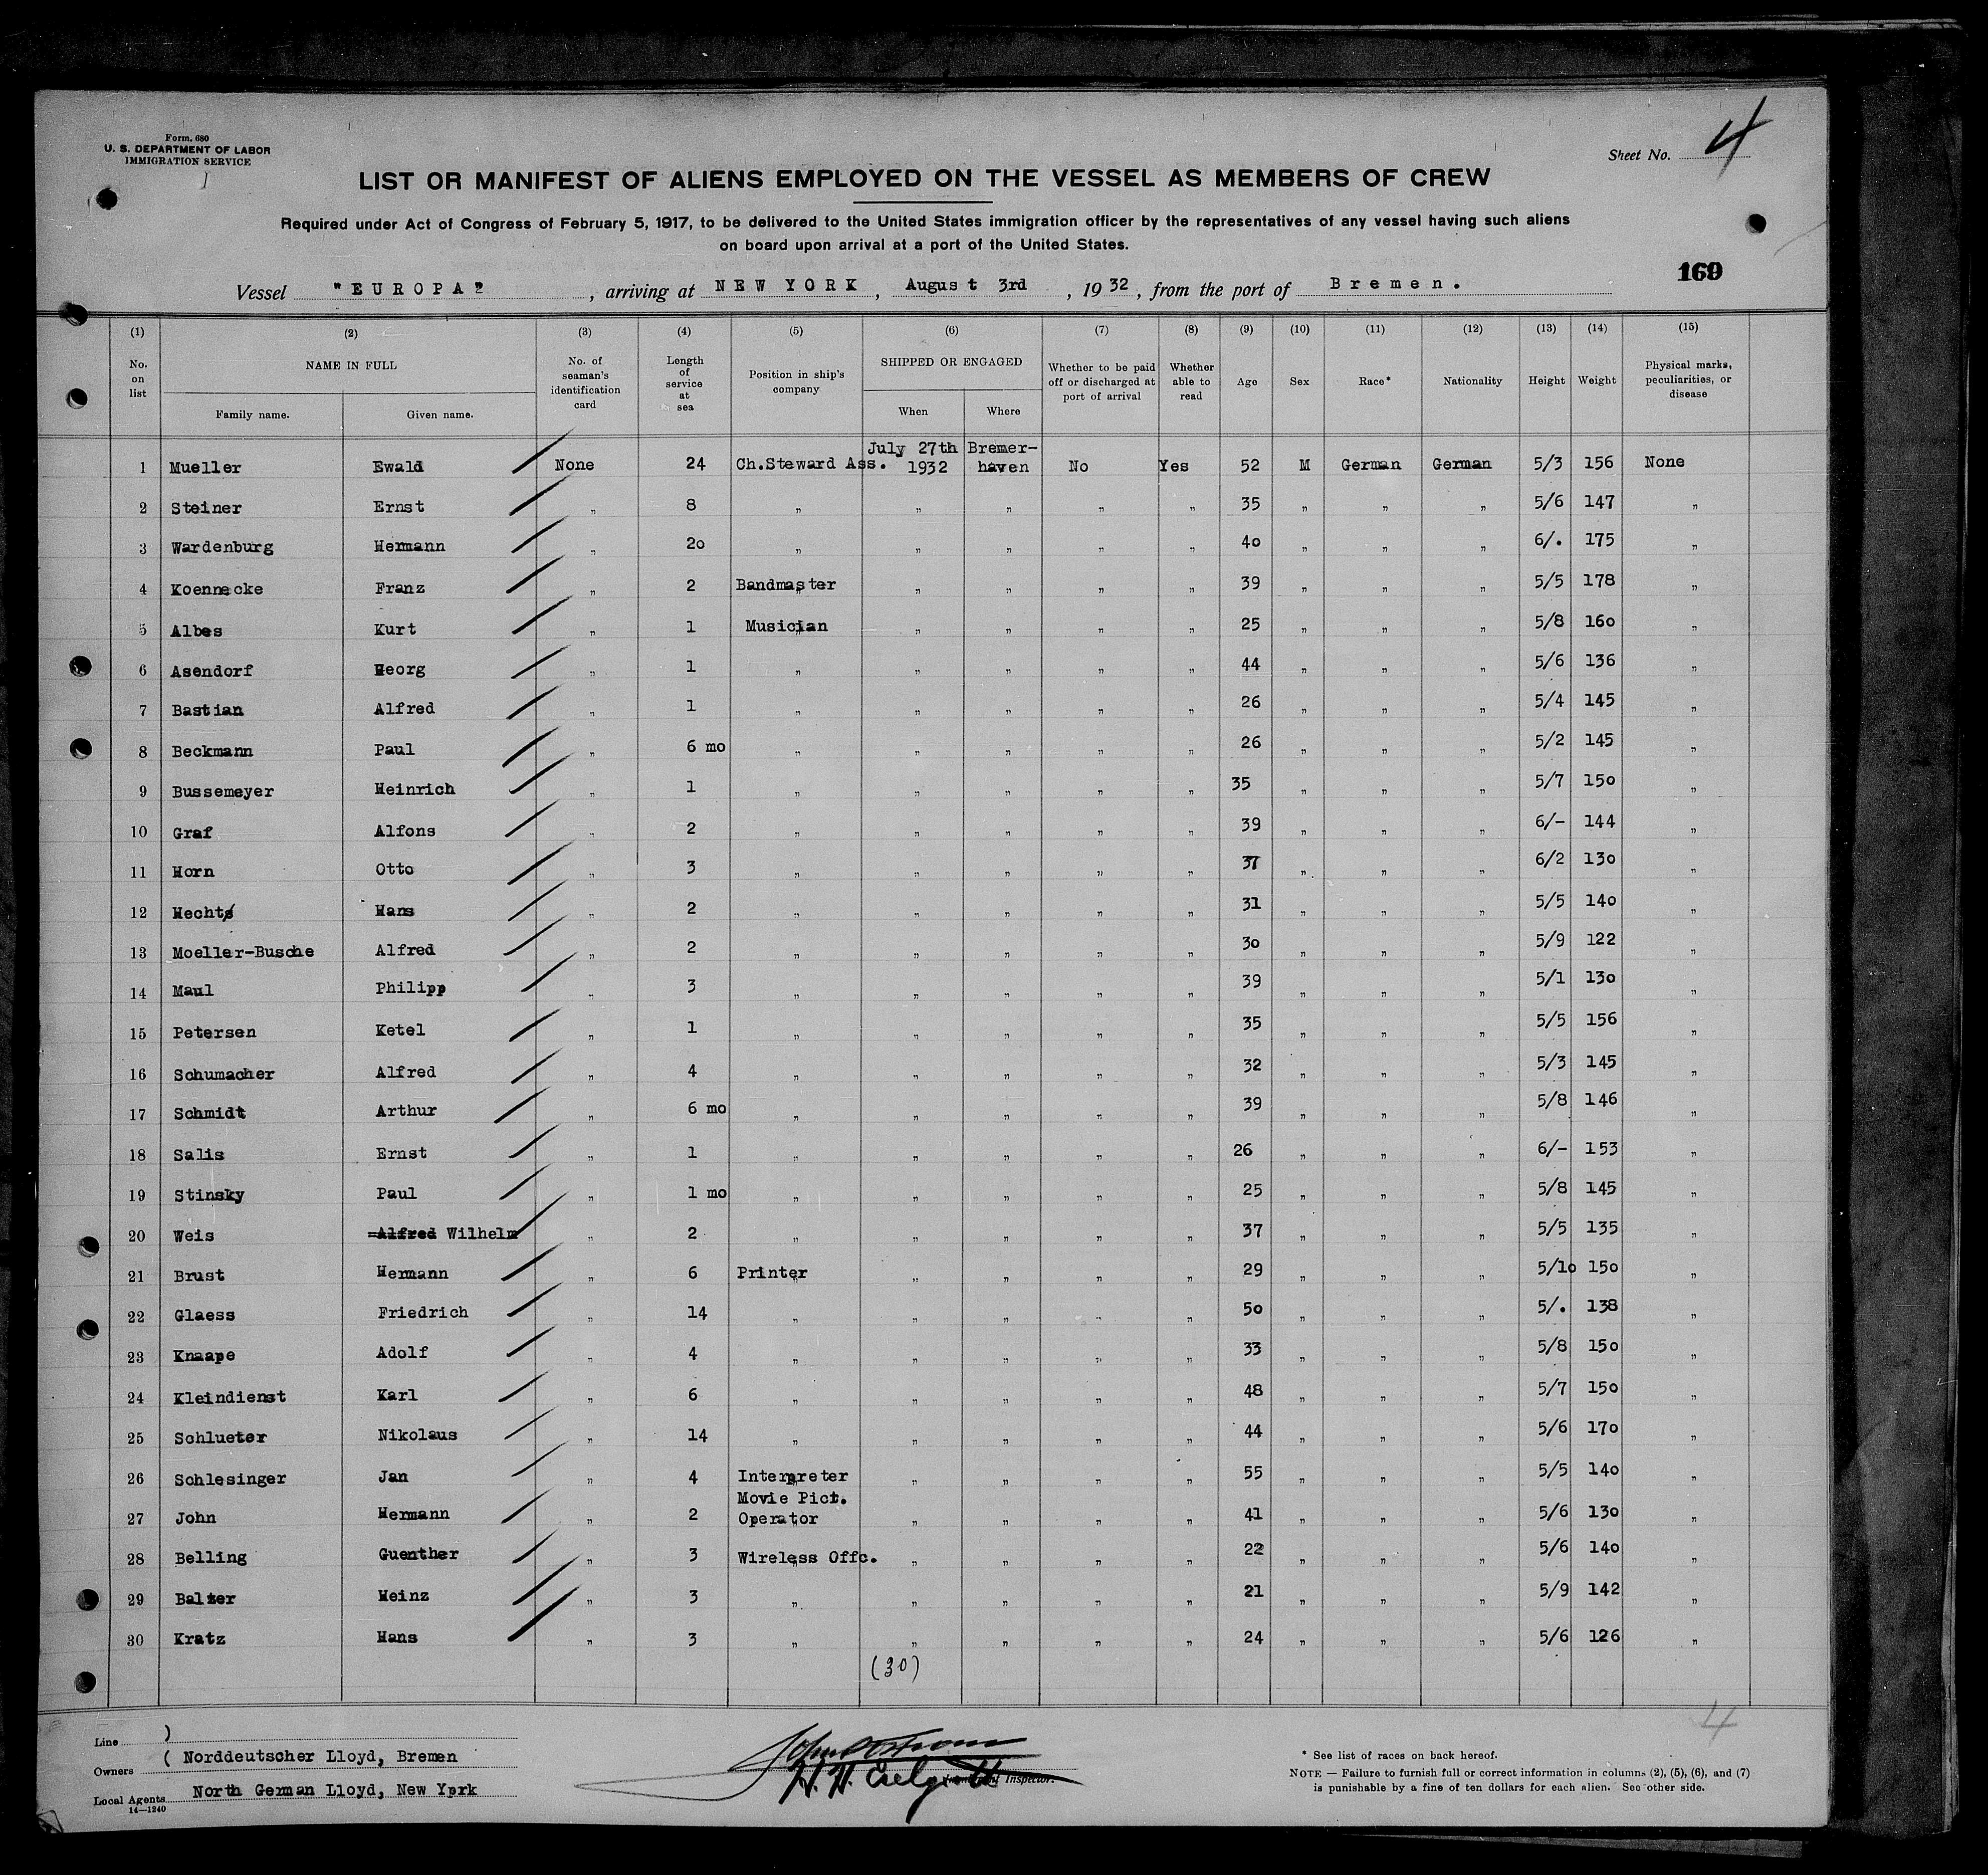 Form. 680
U. S. DEPARTMENT OF LABOR
IMMIGRATION SERVICE
Sheet No. 4
LIST OR MANIFEST OF ALIENS EMPLOYED ON THE VESSEL AS MEMBERS OF CREW
Required under Act of Congress of February 5, 1917, to be delivered to the United States immigration officer by the representatives of any vessel having such aliens
on board upon arrival at a port of the United States.
169
Vessel "EUROPA", arriving at NEW YORK, August 3rd, 1932, from the port of Bremen.
(1) (2) (3) (4) (5) (6) (7) (8) (9) (10) (11) (12) (13) (14) (15)
No. on list NAME IN FULL Family name. Given name. No. of seaman's identification card Length of service at sea Position in ship's company SHIPPED OR ENGAGED When Where Whether to be paid off or discharged at port of arrival Whether able to read Age Sex Race* Nationality Height Weight Physical marks, peculiarities, or disease
1 Mueller Ewald None 24 Ch.Steward Ass. July 27th 1932 Bremer-haven No Yes 52 M German German 5/3 156 None
2 Steiner Ernst " 8 " " " " " 35 " " " 5/6 147 "
3 Wardenburg Hermann " 20 " " " " " 40 " " " 6/. 175 "
4 Koennecke Franz " 2 Bandmaster " " " " 39 " " " 5/5 178 "
5 Albes Kurt " 1 Musician " " " " 25 " " " 5/8 160 "
6 Asendorf Georg " 1 " " " " " 44 " " " 5/6 136 "
7 Bastian Alfred " 1 " " " " " 26 " " " 5/4 145 "
8 Beckmann Paul " 6 mo " " " " " 26 " " " 5/2 145 "
9 Bussemeyer Heinrich " 1 " " " " " 35 " " " 5/7 150 "
10 Graf Alfons " 2 " " " " " 39 " " " 6/- 144 "
11 Horn Otto " 3 " " " " " 37 " " " 6/2 130 "
12 Hecht Hans " 2 " " " " " 31 " " " 5/5 140 "
13 Moeller-Busche Alfred " 2 " " " " " 30 " " " 5/9 122 "
14 Maul Philipp " 3 " " " " " 39 " " " 5/1 130 "
15 Petersen Ketel " 1 " " " " " 35 " " " 5/5 156 "
16 Schumacher Alfred " 4 " " " " " 32 " " " 5/3 145 "
17 Schmidt Arthur " 6 mo " " " " " 39 " " " 5/8 146 "
18 Salis Ernst " 1 " " " " " 26 " " " 6/- 153 "
19 Stinsky Paul " 1 mo " " " " " 25 " " " 5/8 145 "
20 Weis Alfred Wilhelm " 2 " " " " " 37 " " " 5/5 135 "
21 Brust Hermann " 6 Printer " " " " 29 " " " 5/10 150 "
22 Glaess Friedrich " 14 " " " " " 50 " " " 5/. 138 "
23 Knaape Adolf " 4 " " " " " 33 " " " 5/8 150 "
24 Kleindienst Karl " 6 " " " " " 48 " " " 5/7 150 "
25 Schlueter Nikolaus " 14 " " " " " 44 " " " 5/6 170 "
26 Schlesinger Jan " 4 Interpreter " " " " 55 " " " 5/5 140 "
27 John Hermann " 2 Movie Pict. Operator " " " " 41 " " " 5/6 130 "
28 Belling Guenther " 3 Wireless Offc. " " " " 22 " " " 5/6 140 "
29 Balzer Heinz " 3 " " " " " 21 " " " 5/9 142 "
30 Kratz Hans " 3 " " " " " 24 " " " 5/6 126 "
(30)
4
Line )
Owners ( Norddeutscher Lloyd, Bremen
Local Agents North German Lloyd, New York
14—1240
Inspector.
* See list of races on back hereof.
NOTE — Failure to furnish full or correct information in columns (2), (5), (6), and (7)
is punishable by a fine of ten dollars for each alien. See other side.